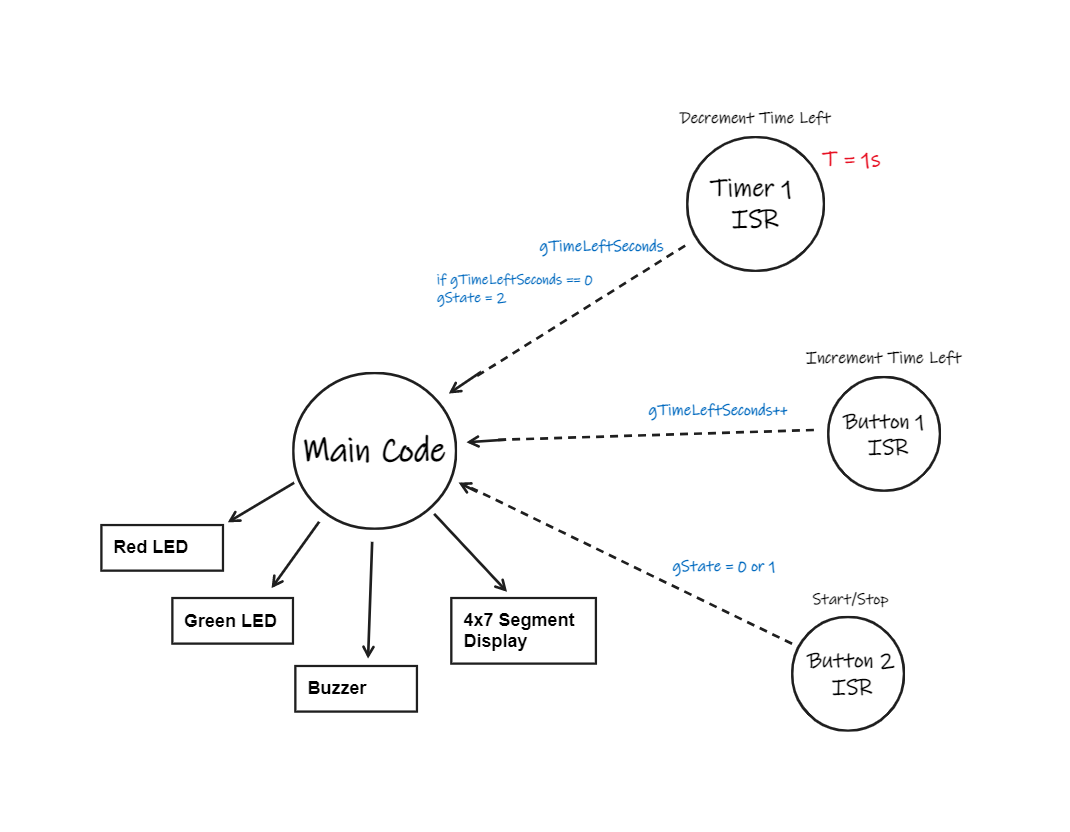 Decrement Time Left
T = 1s
Timer 1
ISR
gTimeLeftSeconds
if gTimeLeftSeconds == 0
gState = 2
Increment Time Left
gTimeLeftSeconds++
Button 1
ISR
Main Code
Red LED
Green LED
Buzzer
4x7 Segment
Display
gState = 0 or 1
Start/Stop
Button 2
ISR